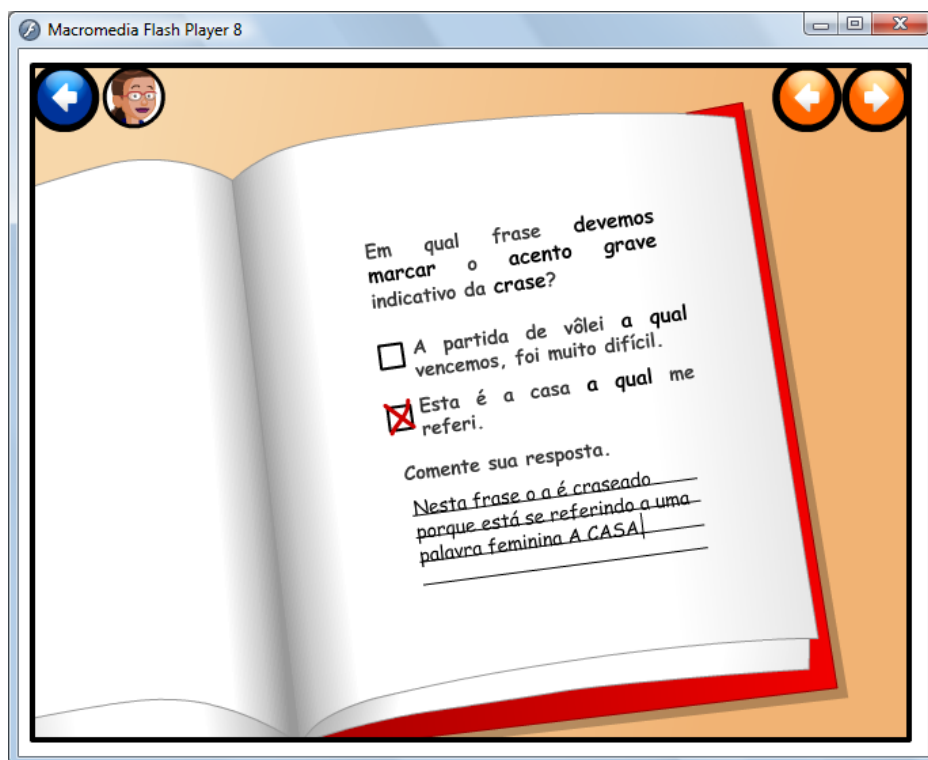 Macromedia Flash Player 8
Em qual frase devemos
marcar o acento grave
indicativo da crase?
A partida de vôlei a qual
vencemos, foi muito difícil.
Esta é a casa a qual me
referi.
Comente sua resposta.
Nesta frase o a é craseado
porque está se referindo a uma
palavra feminina A CASA